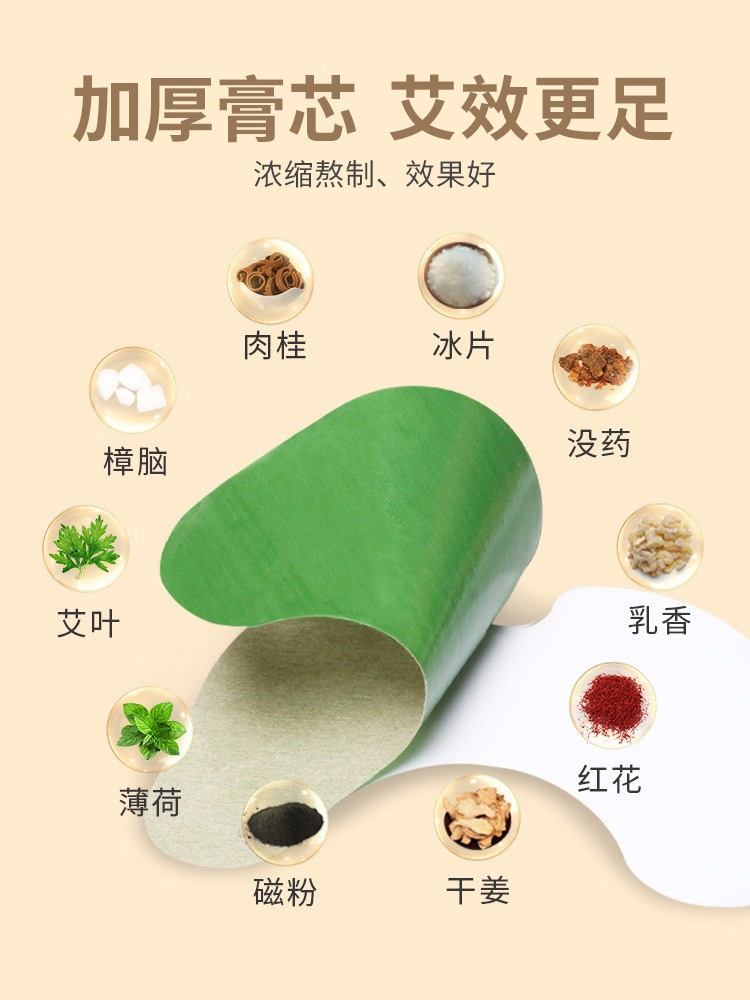 加厚膏芯 艾效更足
浓缩熬制、效果好
肉桂
冰片
樟脑
没药
艾叶
乳香
薄荷
红花
磁粉
干姜